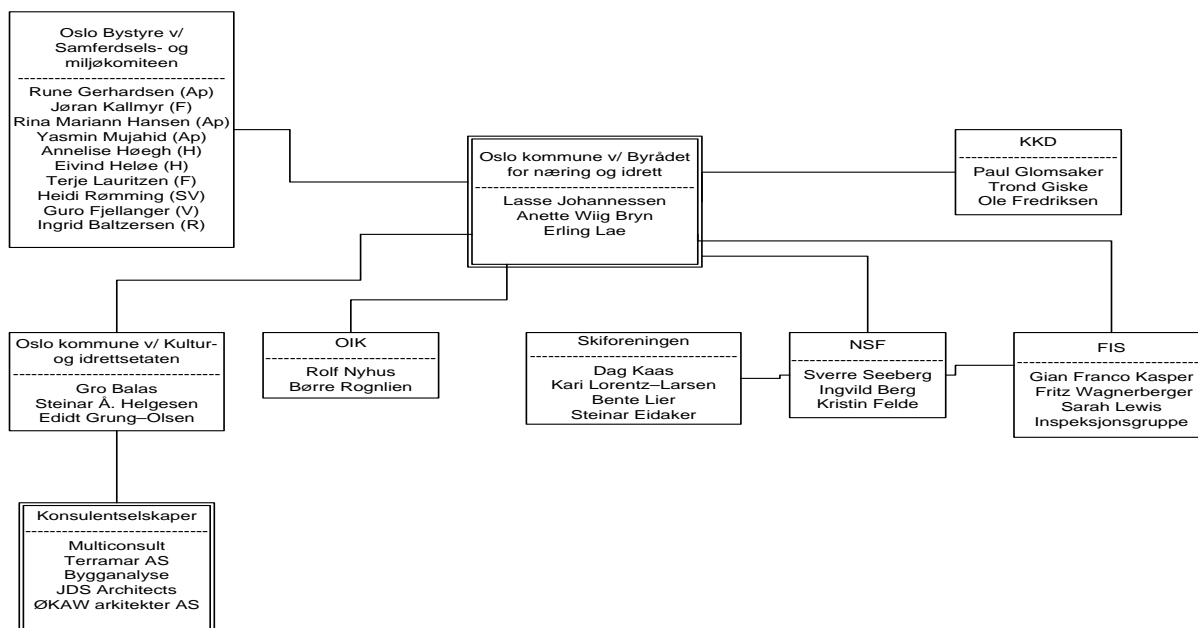 Oslo Bystyre v/
Samferdsels- og
miljøkomiteen
Rune Gerhardsen (Ap)
Jøran Kallmyr (F)
Rina Mariann Hansen (Ap)
Yasmin Mujahid (Ap)
Annelise Høegh (H)
Eivind Heløe (H)
Terje Lauritzen (F)
Heidi Rømming (SV)
Guro Fjellanger (V)
Ingrid Baltzersen (R)
Oslo kommune v/ Byrådet
for næring og idrett
Lasse Johannessen
Anette Wiig Bryn
Erling Lae
KKD
Paul Glomsaker
Trond Giske
Ole Fredriksen
Oslo kommune v/ Kultur-
og idrettsetaten
Gro Balas
Steinar Å. Helgesen
Edidt Grung–Olsen
OIK
Rolf Nyhus
Børre Rognlien
Skiforeningen
Dag Kaas
Kari Lorentz–Larsen
Bente Lier
Steinar Eidaker
NSF
Sverre Seeberg
Ingvild Berg
Kristin Felde
FIS
Gian Franco Kasper
Fritz Wagnerberger
Sarah Lewis
Inspeksjonsgruppe
Konsulentselskaper
Multiconsult
Terramar AS
Bygganalyse
JDS Architects
ØKAW arkitekter AS